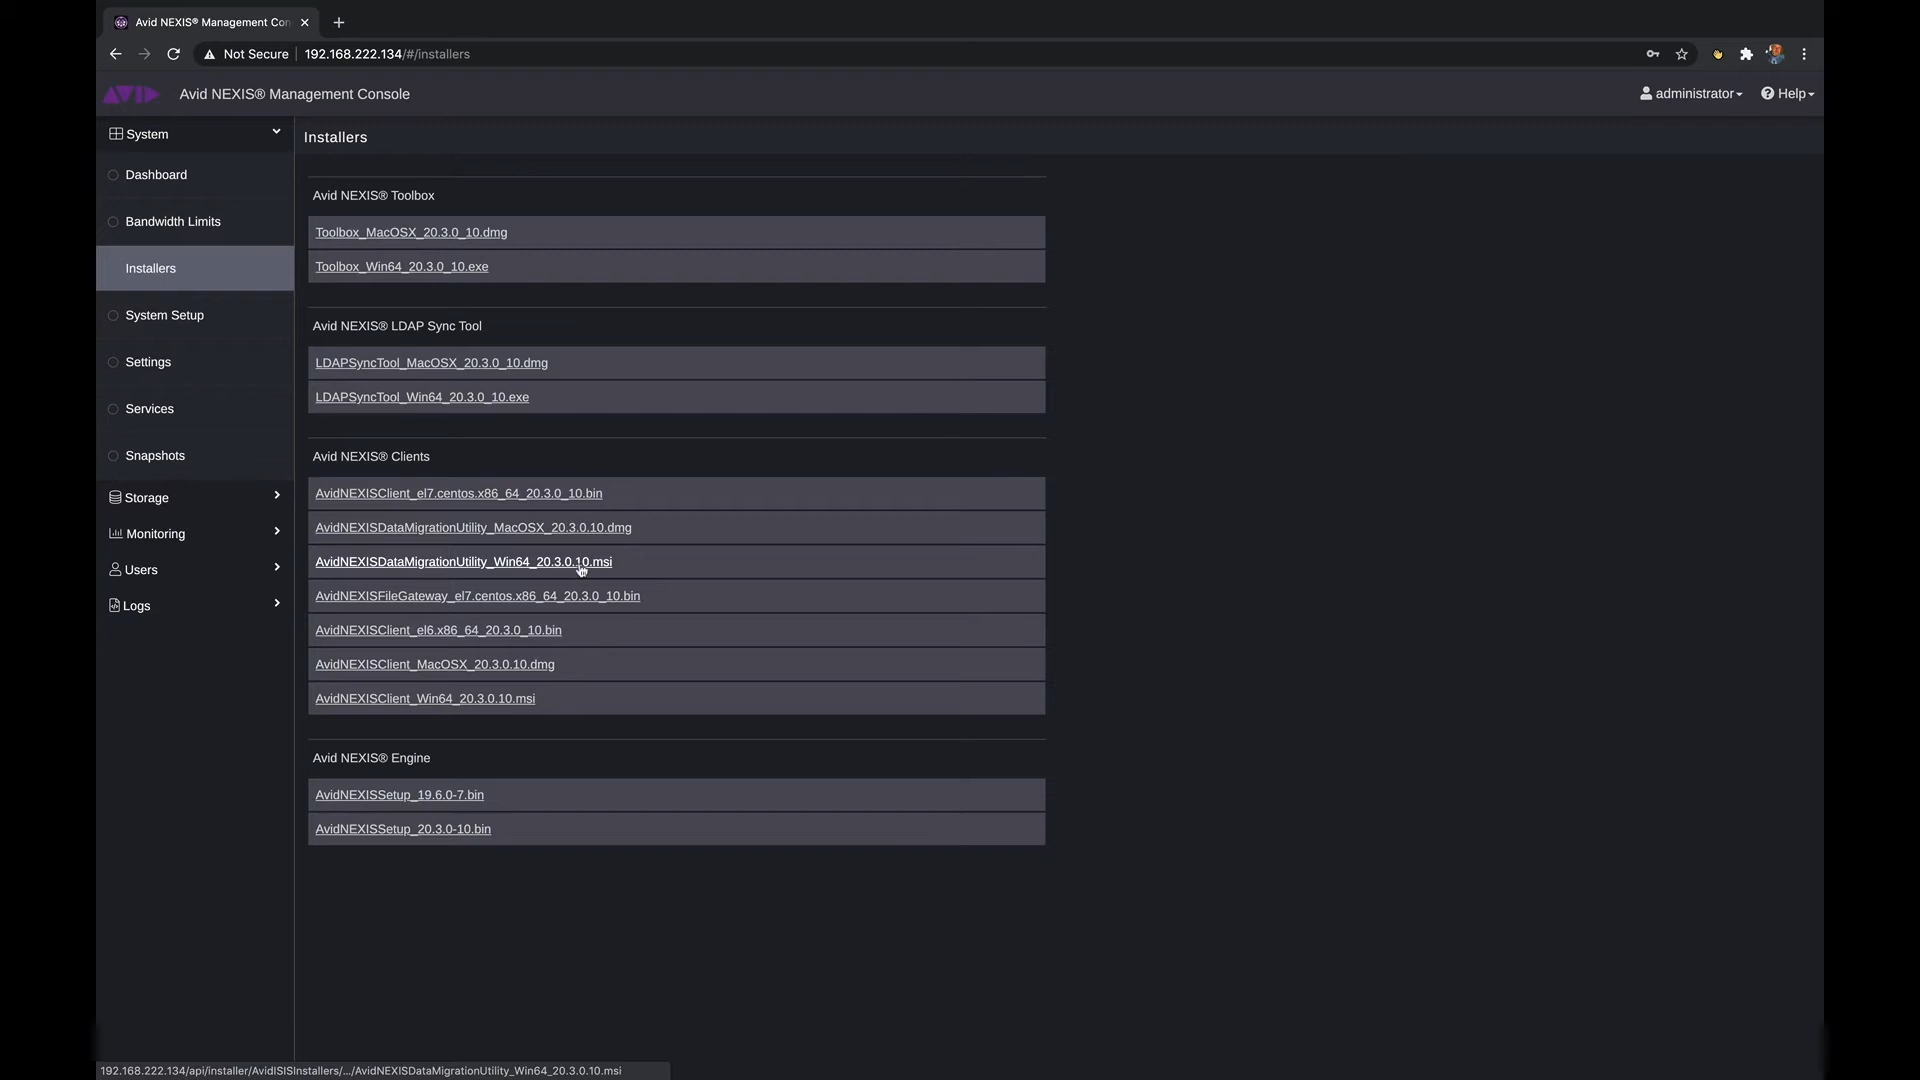 Avid NEXIS® Management Con
Not Secure
192.168.222.134/#/installers
AVID
Avid NEXIS® Management Console
administrator
Help
System
Dashboard
Bandwidth Limits
Installers
System Setup
Settings
Services
Snapshots
Storage
Monitoring
Users
Logs
Installers
Avid NEXIS® Toolbox
Toolbox_MacOSX_20.3.0_10.dmg
Toolbox_Win64_20.3.0_10.exe
Avid NEXIS® LDAP Sync Tool
LDAPSyncTool_MacOSX_20.3.0_10.dmg
LDAPSyncTool_Win64_20.3.0_10.exe
Avid NEXIS® Clients
AvidNEXISClient_el7.centos.x86_64_20.3.0_10.bin
AvidNEXISDataMigrationUtility_MacOSX_20.3.0.10.dmg
AvidNEXISDataMigrationUtility_Win64_20.3.0.10.msi
AvidNEXISFileGateway_el7.centos.x86_64_20.3.0_10.bin
AvidNEXISClient_el6.x86_64_20.3.0_10.bin
AvidNEXISClient_MacOSX_20.3.0.10.dmg
AvidNEXISClient_Win64_20.3.0.10.msi
Avid NEXIS® Engine
AvidNEXISSetup_19.6.0-7.bin
AvidNEXISSetup_20.3.0-10.bin
192.168.222.134/api/installer/AvidISISInstallers/.../AvidNEXISDataMigrationUtility_Win64_20.3.0.10.msi